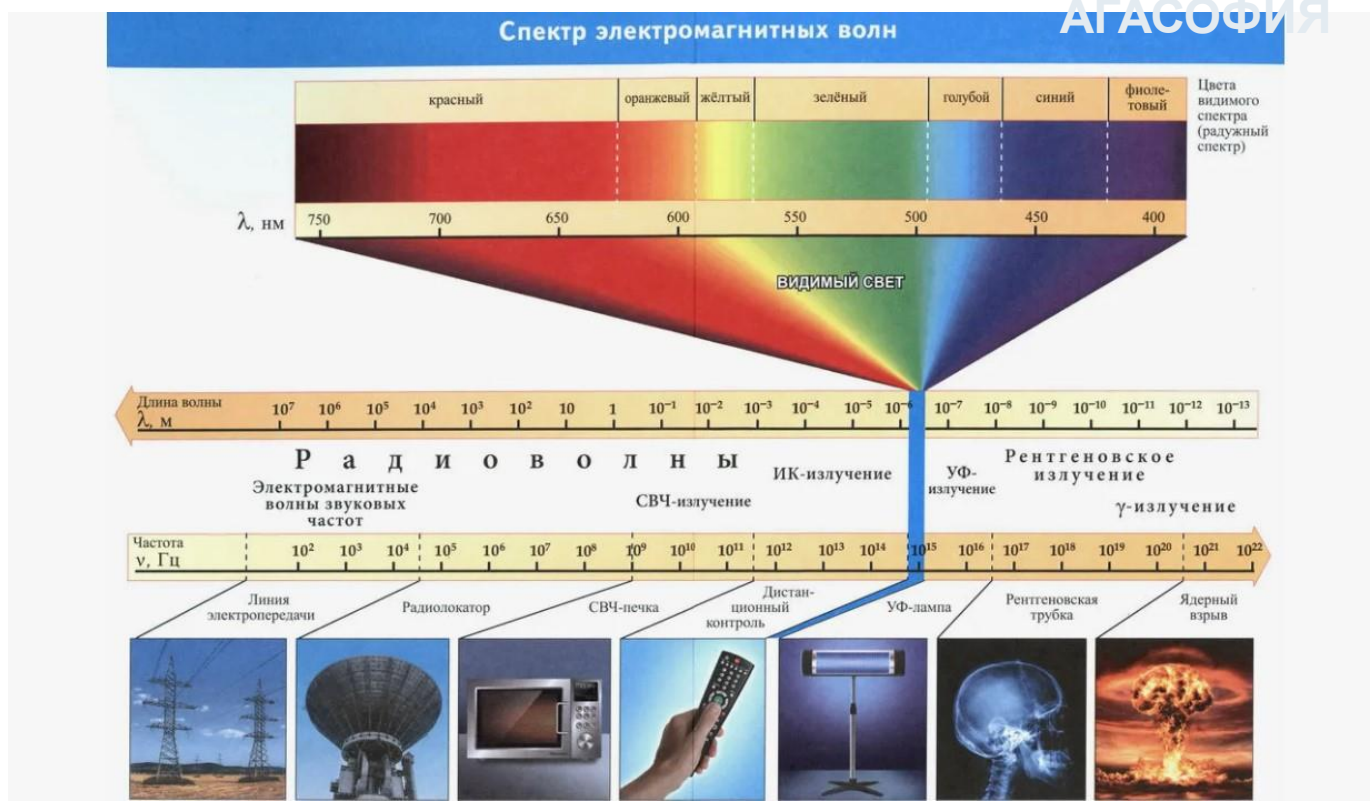 АГАСОФИЯ
Спектр электромагнитных волн
красный оранжевый жёлтый зелёный голубой синий фиоле-
товый
Цвета
видимого
спектра
(радужный
спектр)
λ, нм 750 700 650 600 550 500 450 400
ВИДИМЫЙ СВЕТ
Длина волны
λ, м
10⁷ 10⁶ 10⁵ 10⁴ 10³ 10² 10 1 10⁻¹ 10⁻² 10⁻³ 10⁻⁴ 10⁻⁵ 10⁻⁶ 10⁻⁷ 10⁻⁸ 10⁻⁹ 10⁻¹⁰ 10⁻¹¹ 10⁻¹² 10⁻¹³
Радиоволны
Электромагнитные
волны звуковых
частот
СВЧ-излучение
ИК-излучение
УФ-
излучение
Рентгеновское
излучение
γ-излучение
Частота
ν, Гц
10² 10³ 10⁴ 10⁵ 10⁶ 10⁷ 10⁸ 10⁹ 10¹⁰ 10¹¹ 10¹² 10¹³ 10¹⁴ 10¹⁵ 10¹⁶ 10¹⁷ 10¹⁸ 10¹⁹ 10²⁰ 10²¹ 10²²
Линия
электропередачи
Радиолокатор
СВЧ-печка
Дистан-
ционный
контроль
УФ-лампа
Рентгеновская
трубка
Ядерный
взрыв